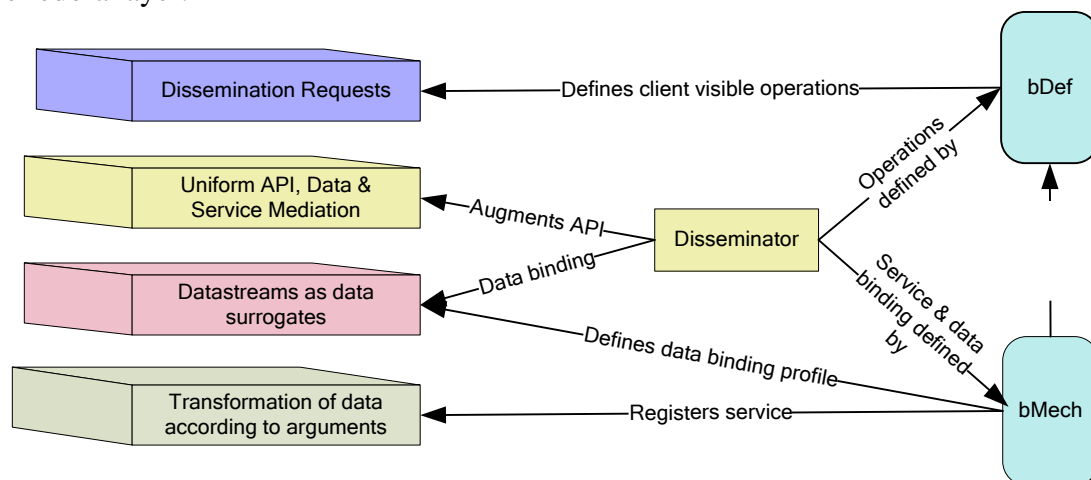 Dissemination Requests
Defines client visible operations
bDef
Operations
defined by
Uniform API, Data &
Service Mediation
Augments API
Disseminator
Data binding
Service & data
binding defined
by
Datastreams as data
surrogates
Defines data binding profile
Transformation of data
according to arguments
Registers service
bMech